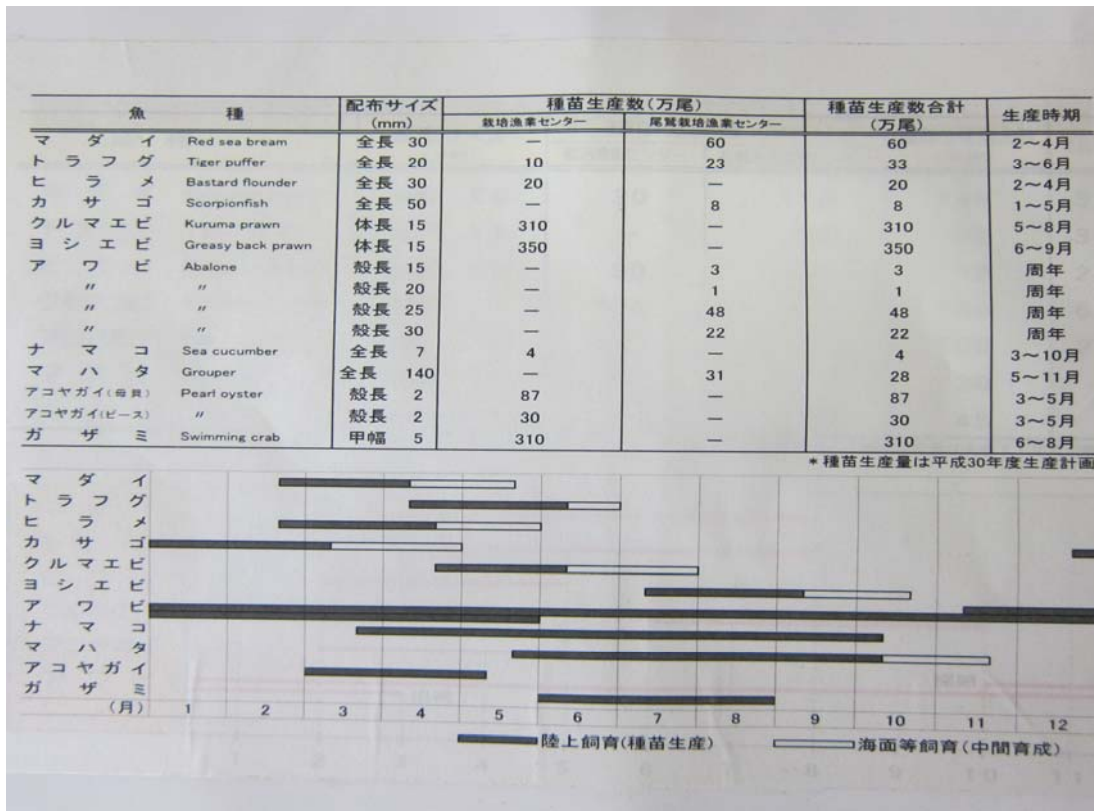 魚 種 配布サイズ (mm) 種苗生産数(万尾) 種苗生産数合計 (万尾) 生産時期
栽培漁業センター 尾鷲栽培漁業センター
マダイ Red sea bream 全長 30 — 60 60 2～4月
トラフグ Tiger puffer 全長 20 10 23 33 3～6月
ヒラメ Bastard flounder 全長 30 20 — 20 2～4月
カサゴ Scorpionfish 全長 50 — 8 8 1～5月
クルマエビ Kuruma prawn 体長 15 310 — 310 5～8月
ヨシエビ Greasy back prawn 体長 15 350 — 350 6～9月
アワビ Abalone 殻長 15 — 3 3 周年
〃 〃 殻長 20 — 1 1 周年
〃 〃 殻長 25 — 48 48 周年
〃 〃 殻長 30 — 22 22 周年
ナマコ Sea cucumber 全長 7 4 — 4 3～10月
マハタ Grouper 全長 140 — 31 28 5～11月
アコヤガイ(母貝) Pearl oyster 殻長 2 87 — 87 3～5月
アコヤガイ(ピース) 〃 殻長 2 30 — 30 3～5月
ガザミ Swimming crab 甲幅 5 310 — 310 6～8月
*種苗生産量は平成30年度生産計画
マダイ
トラフグ
ヒラメ
カサゴ
クルマエビ
ヨシエビ
アワビ
ナマコ
マハタ
アコヤガイ
ガザミ
(月) 1 2 3 4 5 6 7 8 9 10 11 12
陸上飼育(種苗生産) 海面等飼育(中間育成)